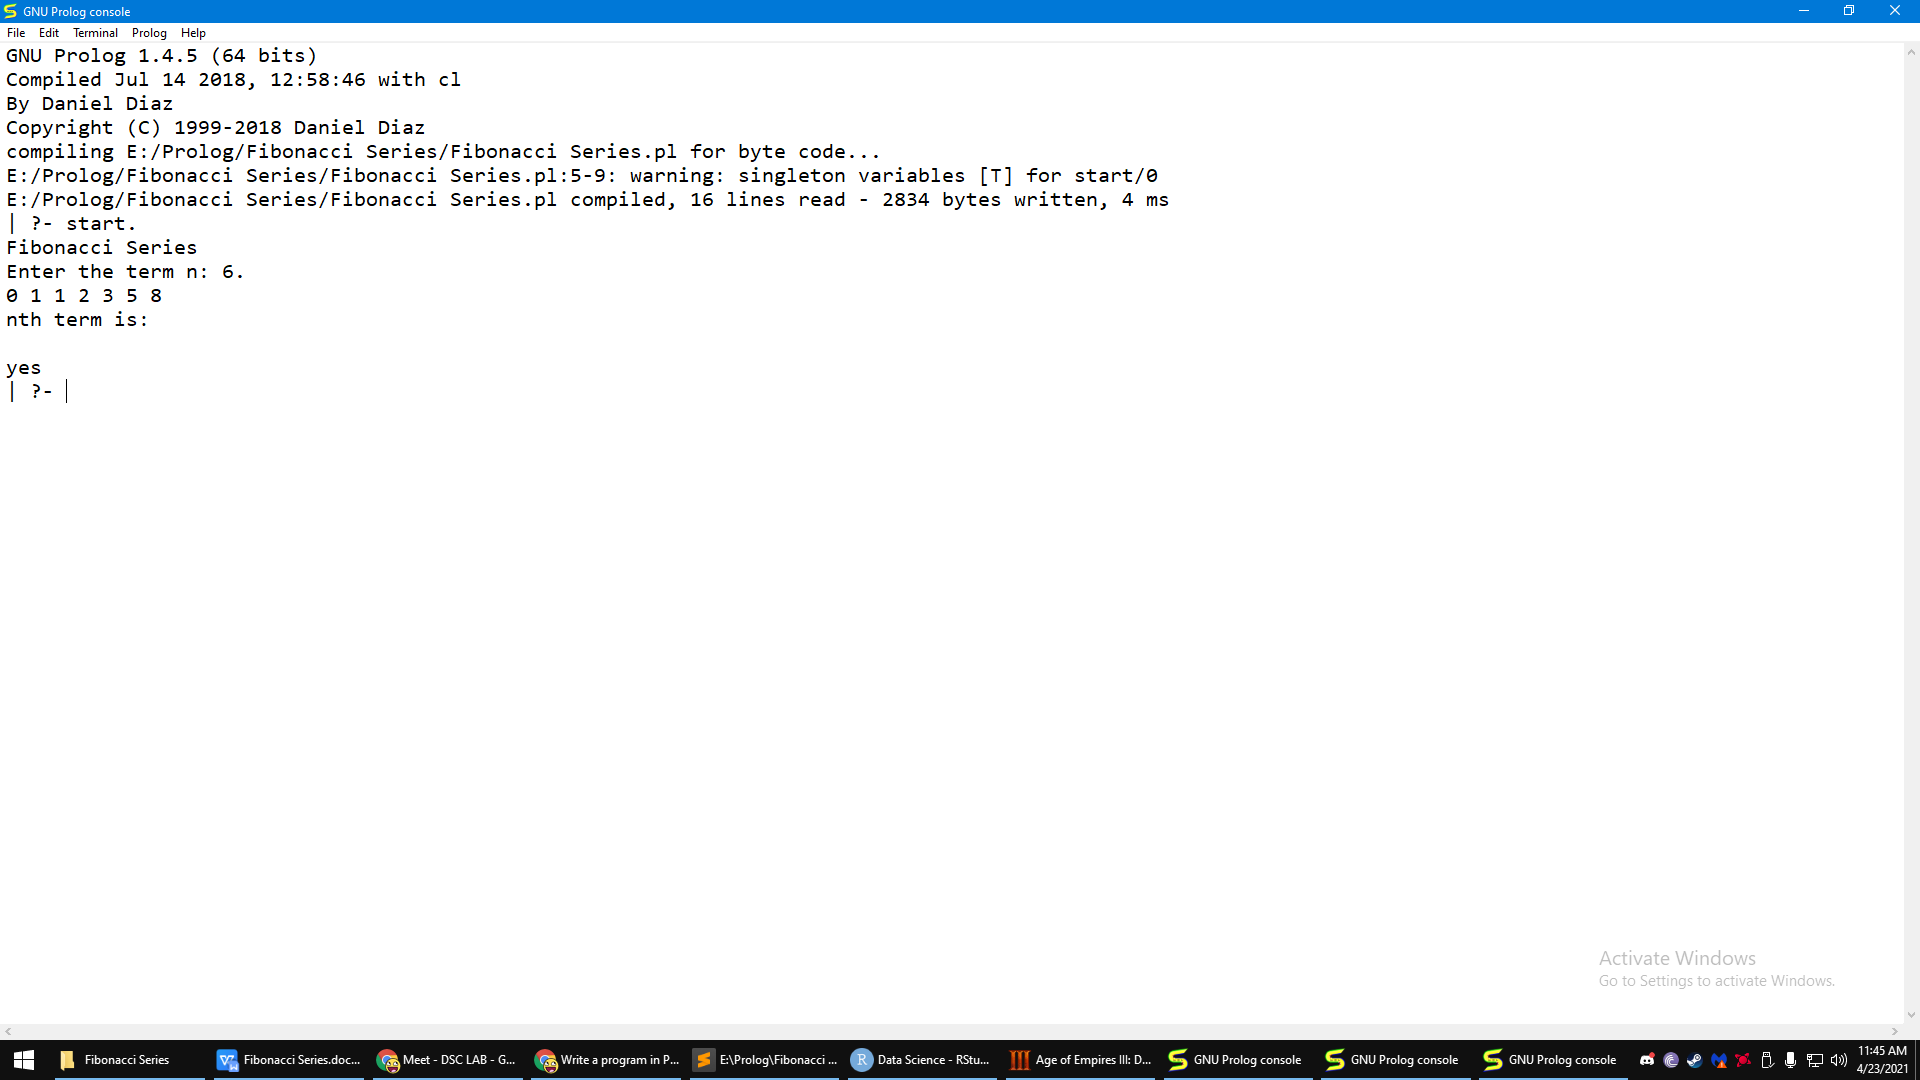 GNU Prolog console
File Edit Terminal Prolog Help
GNU Prolog 1.4.5 (64 bits)
Compiled Jul 14 2018, 12:58:46 with cl
By Daniel Diaz
Copyright (C) 1999-2018 Daniel Diaz
compiling E:/Prolog/Fibonacci Series/Fibonacci Series.pl for byte code...
E:/Prolog/Fibonacci Series/Fibonacci Series.pl:5-9: warning: singleton variables [T] for start/0
E:/Prolog/Fibonacci Series/Fibonacci Series.pl compiled, 16 lines read - 2834 bytes written, 4 ms
| ?- start.
Fibonacci Series
Enter the term n: 6.
0 1 1 2 3 5 8
nth term is:
yes
| ?-
Activate Windows
Go to Settings to activate Windows.
Fibonacci Series Fibonacci Series.doc... Meet - DSC LAB - G... Write a program in P... E:\Prolog\Fibonacci ... Data Science - RStu... Age of Empires III: D... GNU Prolog console GNU Prolog console GNU Prolog console
11:45 AM
4/23/2021